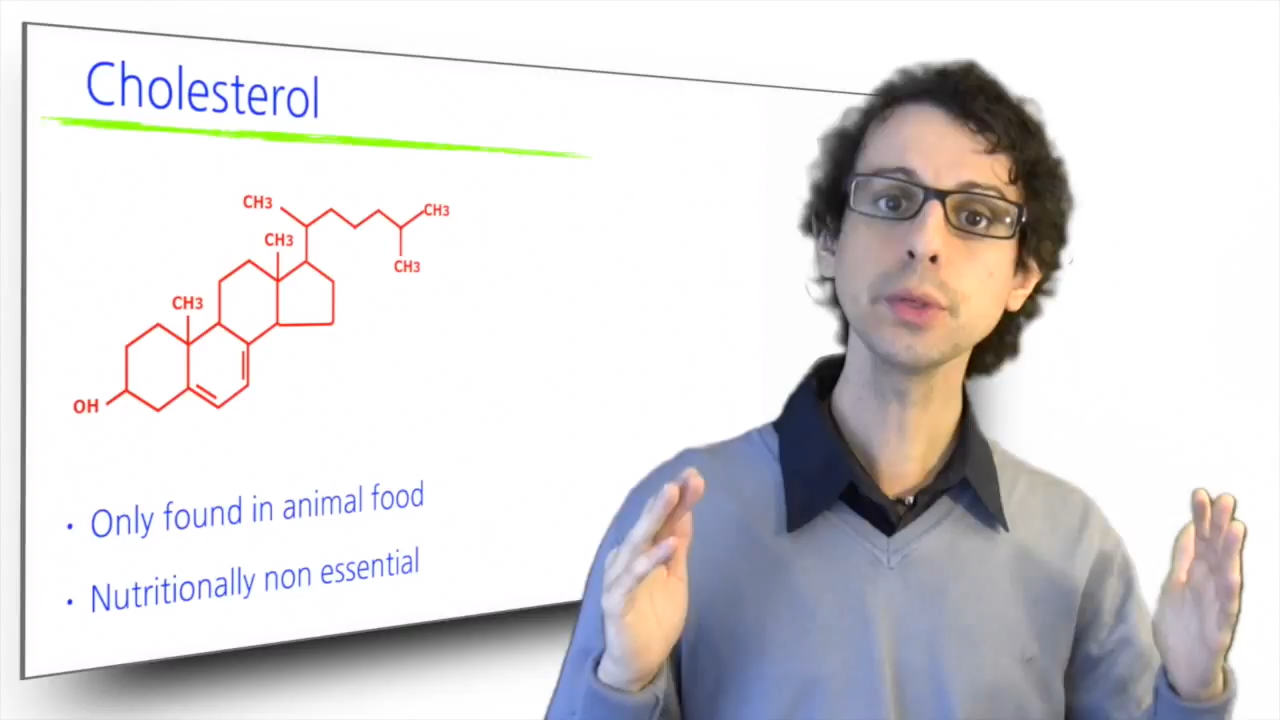 Cholesterol
CH3
CH3
CH3
CH3
CH3
OH
• Only found in animal food
• Nutritionally non essential